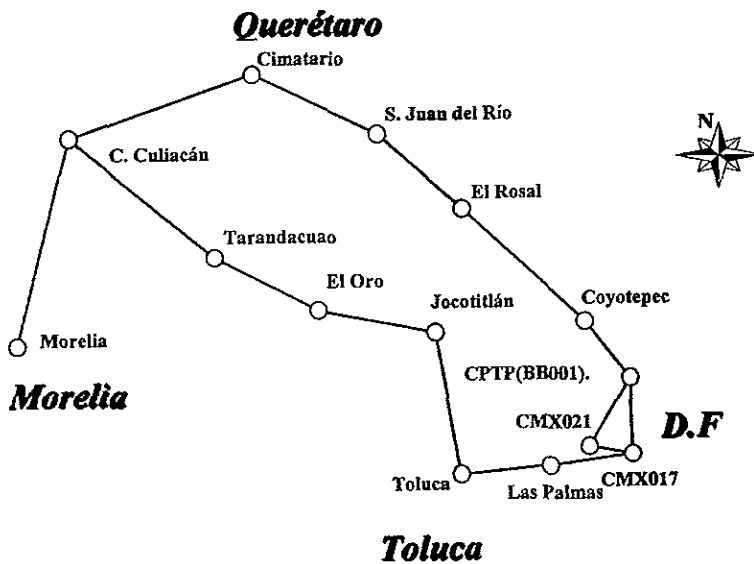 Querétaro
Cimatario
S. Juan del Río
N
C. Culiacán
El Rosal
Tarandacuao
El Oro
Jocotitlán
Coyotepec
Morelia
CPTP(BB001).
Morelia
CMX021
D.F
Toluca
Las Palmas
CMX017
Toluca